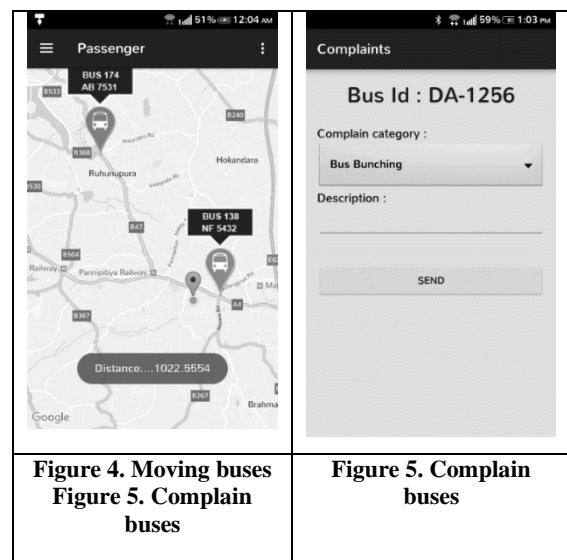 51% 12:04 AM
Passenger
BUS 174
AB 7531
B533
B240
B368
Hokandara
Ruhunupura
B47
BUS 138
NF 5432
B504
Railway
Pannipitiya Railway
A4
B367
Distance....1022.5554
B267
Brahma
Google
59% 1:03 PM
Complaints
Bus Id : DA-1256
Complain category :
Bus Bunching
Description :
SEND
Figure 4. Moving buses
Figure 5. Complain
buses
Figure 5. Complain
buses